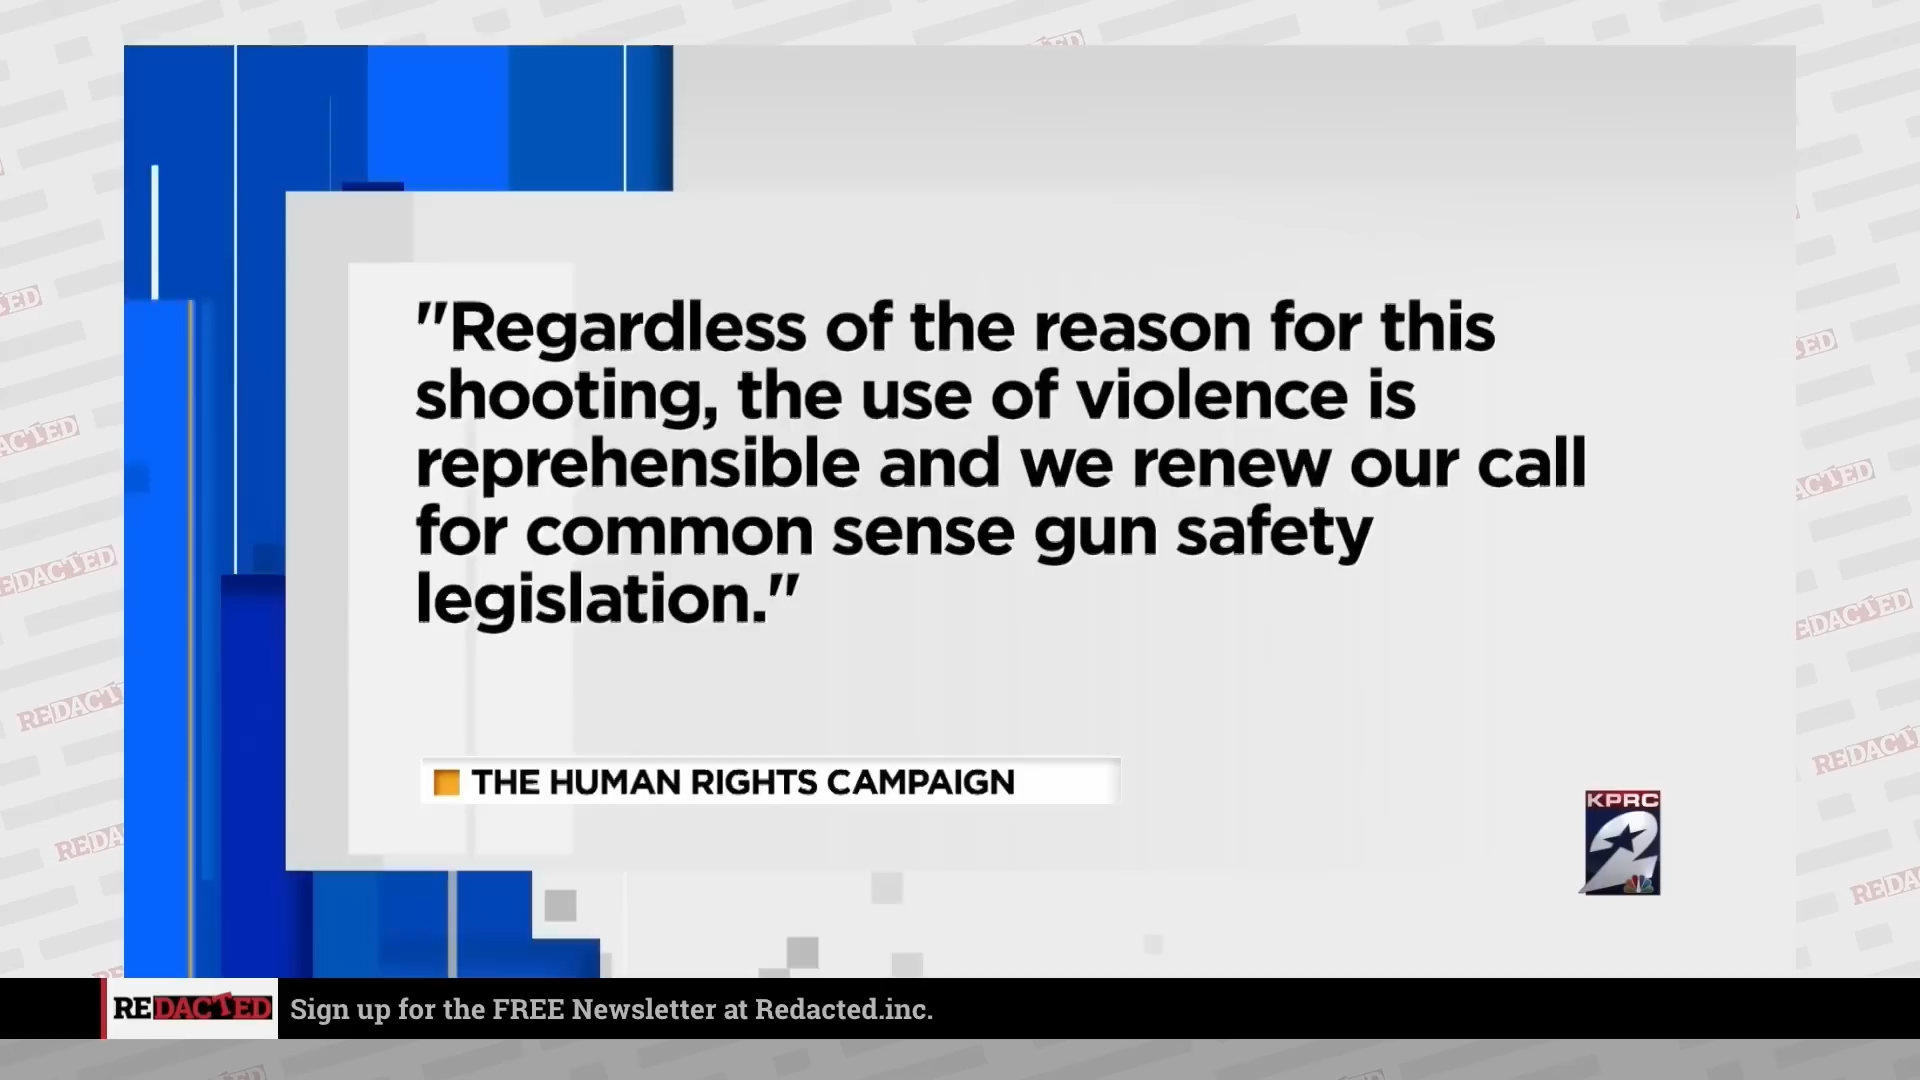 "Regardless of the reason for this
shooting, the use of violence is
reprehensible and we renew our call
for common sense gun safety
legislation."
THE HUMAN RIGHTS CAMPAIGN
KPRC
2
REDACTED
Sign up for the FREE Newsletter at Redacted.inc.